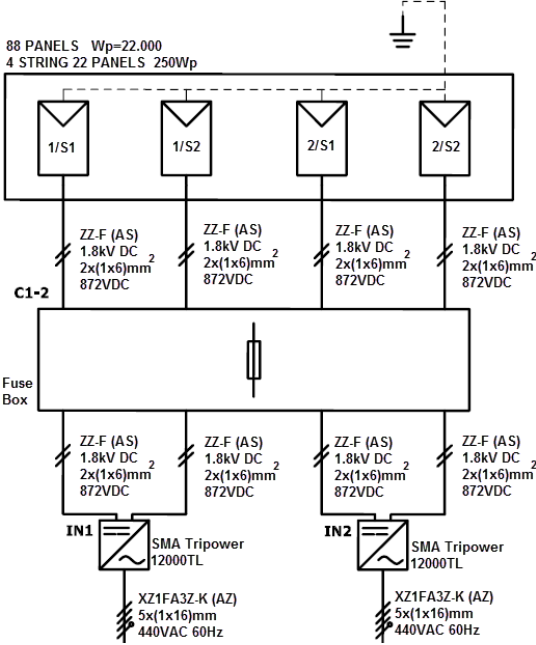 88 PANELS Wp=22.000
4 STRING 22 PANELS 250Wp
1/S1
1/S2
2/S1
2/S2
ZZ-F (AS)
1.8kV DC
2x(1x6)mm2
872VDC
ZZ-F (AS)
1.8kV DC
2x(1x6)mm2
872VDC
ZZ-F (AS)
1.8kV DC
2x(1x6)mm2
872VDC
ZZ-F (AS)
1.8kV DC
2x(1x6)mm2
872VDC
C1-2
Fuse
Box
ZZ-F (AS)
1.8kV DC
2x(1x6)mm2
872VDC
ZZ-F (AS)
1.8kV DC
2x(1x6)mm2
872VDC
ZZ-F (AS)
1.8kV DC
2x(1x6)mm2
872VDC
ZZ-F (AS)
1.8kV DC
2x(1x6)mm2
872VDC
IN1
SMA Tripower
12000TL
IN2
SMA Tripower
12000TL
XZ1FA3Z-K (AZ)
5x(1x16)mm
440VAC 60Hz
XZ1FA3Z-K (AZ)
5x(1x16)mm
440VAC 60Hz